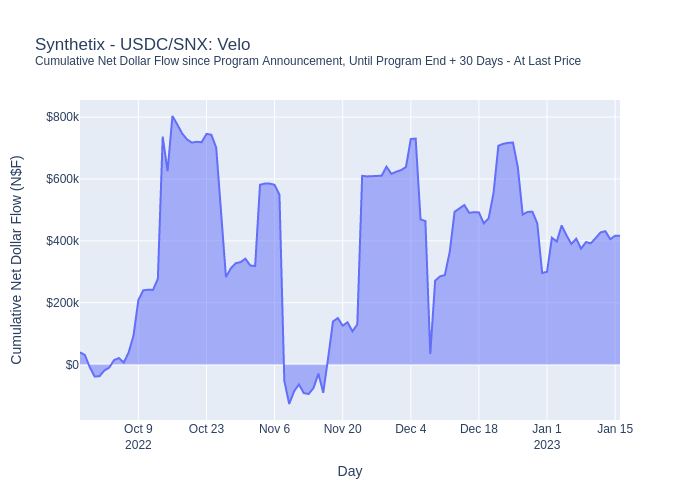 Synthetix - USDC/SNX: Velo
Cumulative Net Dollar Flow since Program Announcement, Until Program End + 30 Days - At Last Price
Cumulative Net Dollar Flow (N$F)
$800k
$600k
$400k
$200k
$0
Oct 9
2022
Oct 23
Nov 6
Nov 20
Dec 4
Dec 18
Jan 1
2023
Jan 15
Day